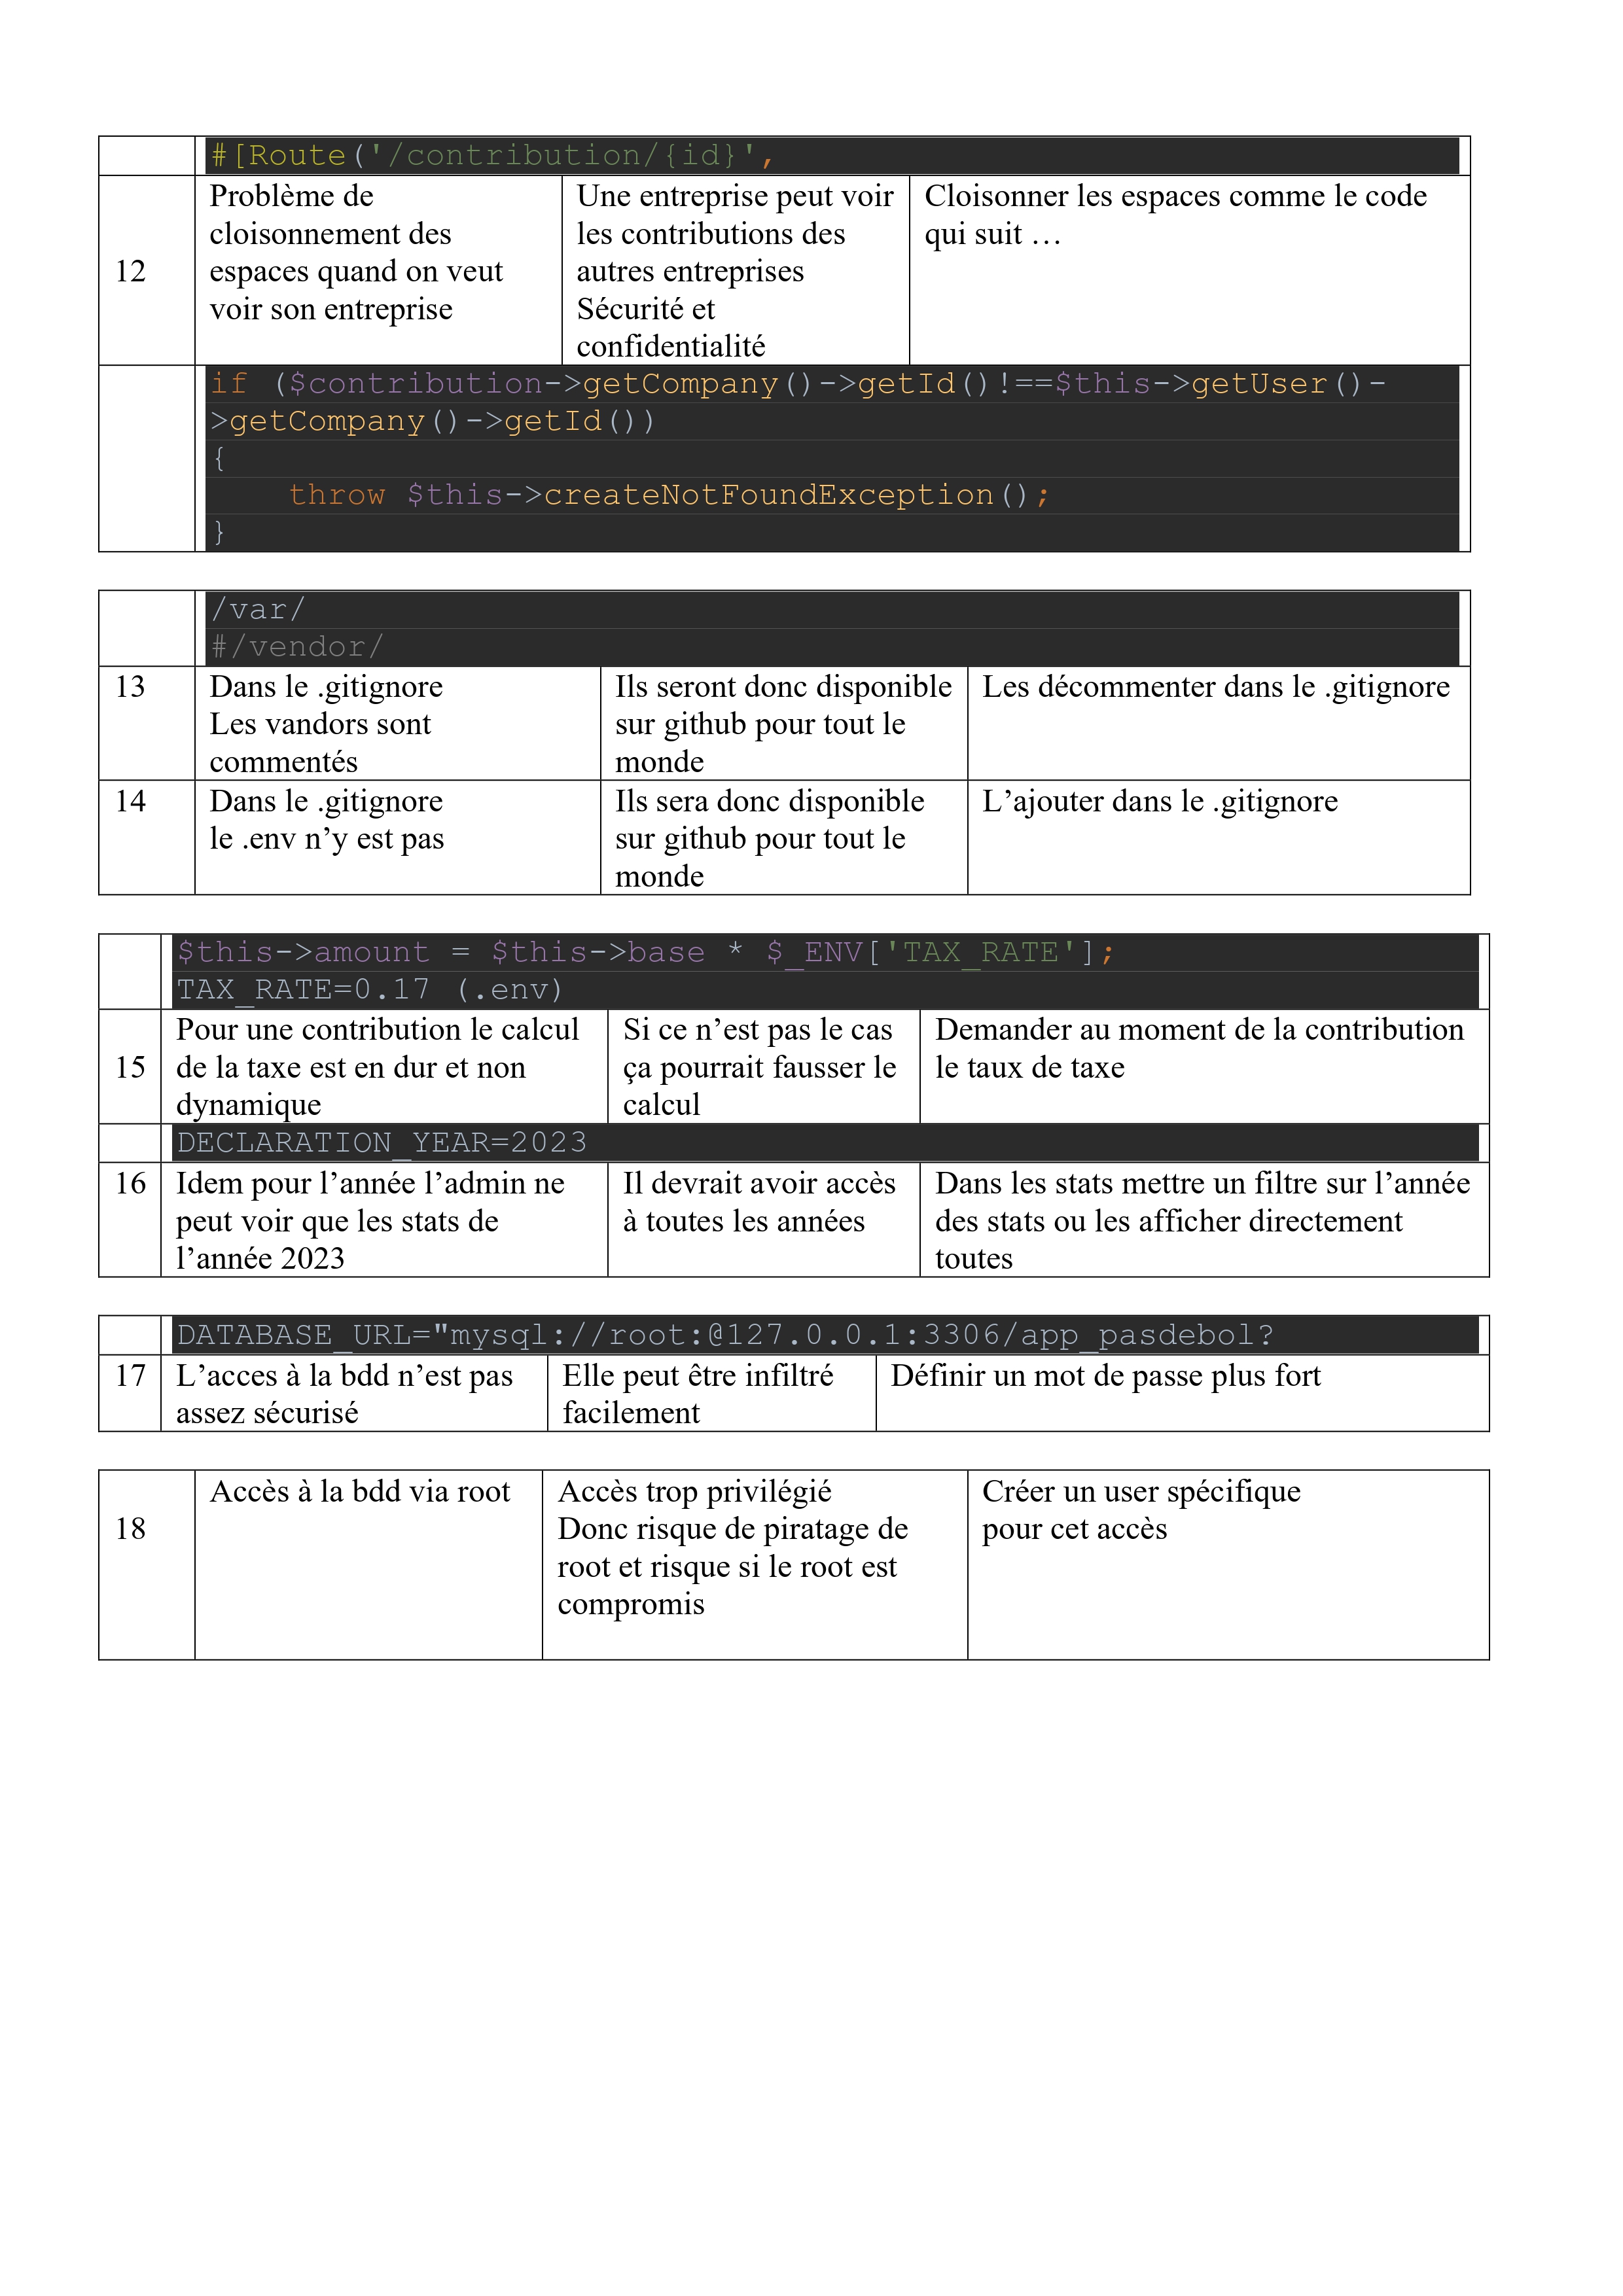 #[Route('/contribution/{id}',
12
Problème de
cloisonnement des
espaces quand on veut
voir son entreprise
Une entreprise peut voir
les contributions des
autres entreprises
Sécurité et
confidentialité
Cloisonner les espaces comme le code
qui suit …
if ($contribution->getCompany()->getId()!==$this->getUser()-
>getCompany()->getId())
{
    throw $this->createNotFoundException();
}
/var/
#/vendor/
13
Dans le .gitignore
Les vandors sont
commentés
Ils seront donc disponible
sur github pour tout le
monde
Les décommenter dans le .gitignore
14
Dans le .gitignore
le .env n’y est pas
Ils sera donc disponible
sur github pour tout le
monde
L’ajouter dans le .gitignore
$this->amount = $this->base * $_ENV['TAX_RATE'];
TAX_RATE=0.17 (.env)
15
Pour une contribution le calcul
de la taxe est en dur et non
dynamique
Si ce n’est pas le cas
ça pourrait fausser le
calcul
Demander au moment de la contribution
le taux de taxe
DECLARATION_YEAR=2023
16
Idem pour l’année l’admin ne
peut voir que les stats de
l’année 2023
Il devrait avoir accès
à toutes les années
Dans les stats mettre un filtre sur l’année
des stats ou les afficher directement
toutes
DATABASE_URL="mysql://root:@127.0.0.1:3306/app_pasdebol?
17
L’acces à la bdd n’est pas
assez sécurisé
Elle peut être infiltré
facilement
Définir un mot de passe plus fort
18
Accès à la bdd via root
Accès trop privilégié
Donc risque de piratage de
root et risque si le root est
compromis
Créer un user spécifique
pour cet accès